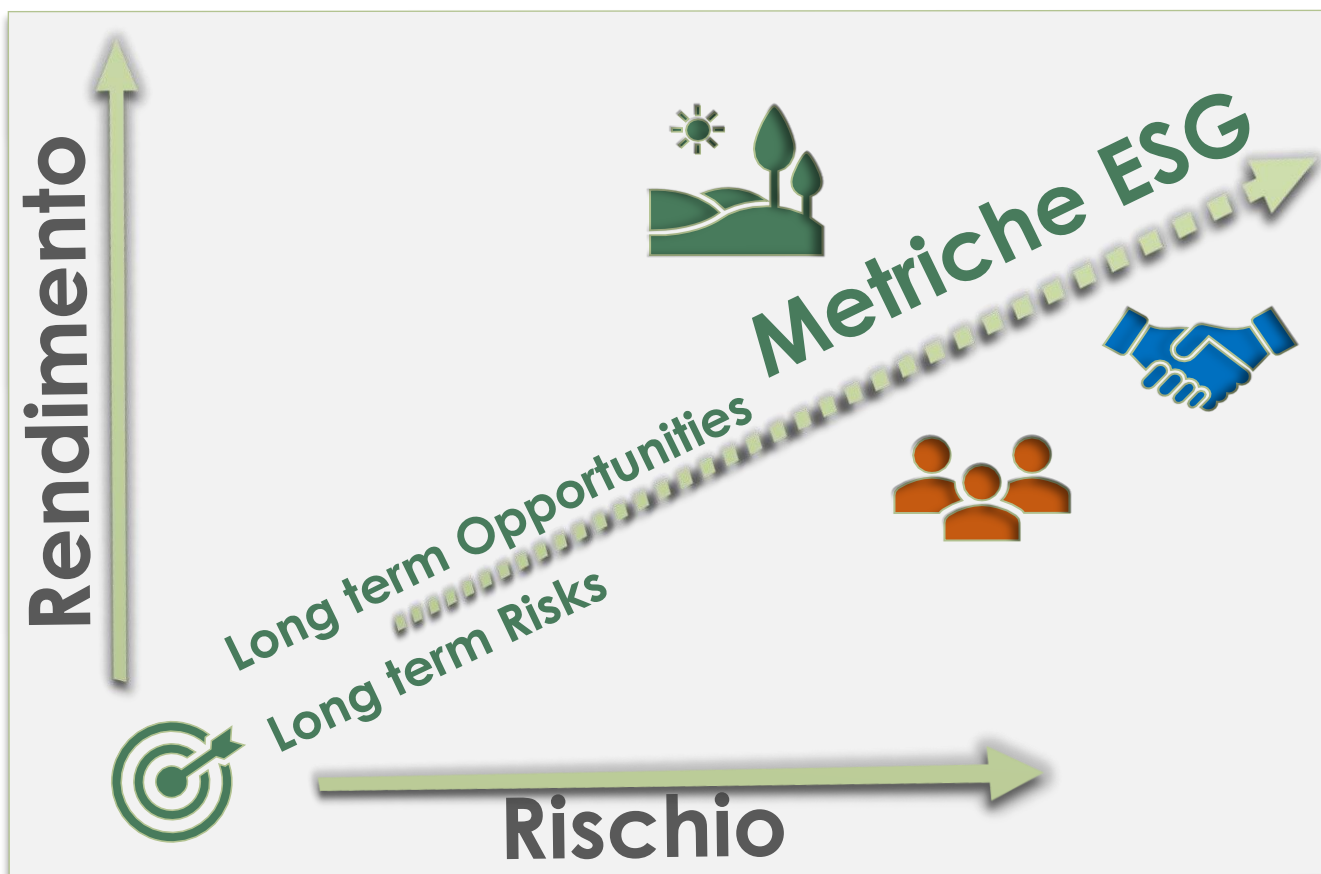 Rendimento
Metriche ESG
Long term Opportunities
Long term Risks
Rischio